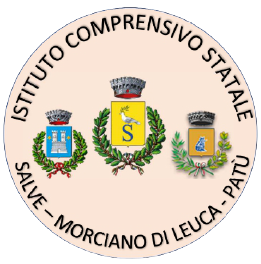 ISTITUTO COMPRENSIVO STATALE
S
SALVE – MORCIANO DI LEUCA - PATÙ